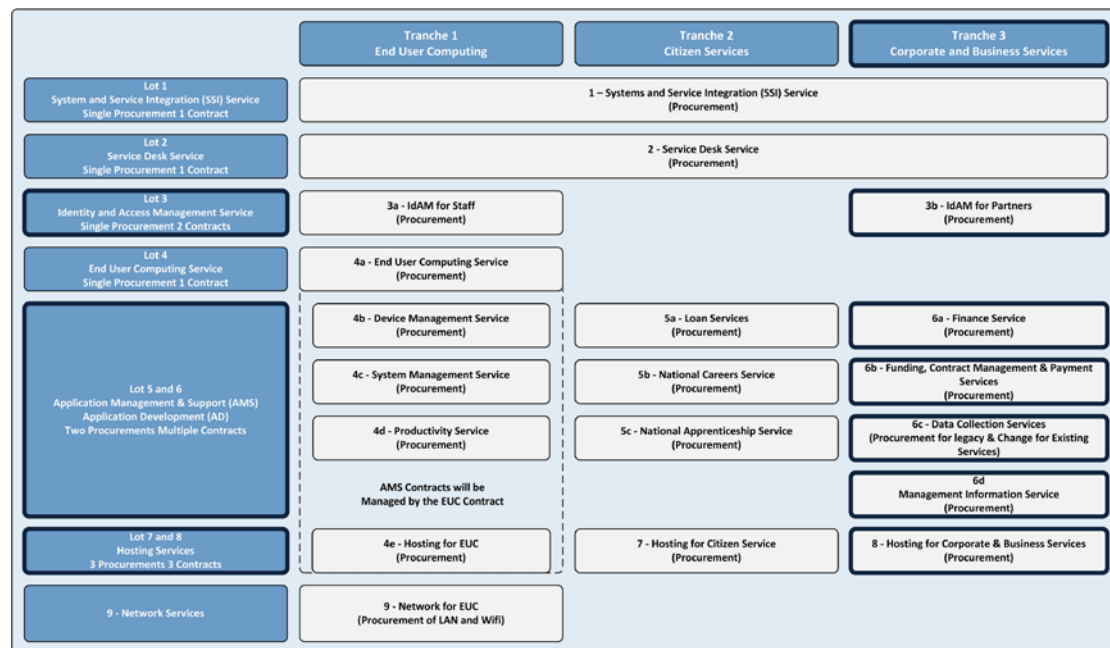 Tranche 1
End User Computing
Tranche 2
Citizen Services
Tranche 3
Corporate and Business Services
Lot 1
System and Service Integration (SSI) Service
Single Procurement 1 Contract
1 – Systems and Service Integration (SSI) Service
(Procurement)
Lot 2
Service Desk Service
Single Procurement 1 Contract
2 - Service Desk Service
(Procurement)
Lot 3
Identity and Access Management Service
Single Procurement 2 Contracts
3a - IdAM for Staff
(Procurement)
3b - IdAM for Partners
(Procurement)
Lot 4
End User Computing Service
Single Procurement 1 Contract
4a - End User Computing Service
(Procurement)
Lot 5 and 6
Application Management & Support (AMS)
Application Development (AD)
Two Procurements Multiple Contracts
4b - Device Management Service
(Procurement)
5a - Loan Services
(Procurement)
6a - Finance Service
(Procurement)
4c - System Management Service
(Procurement)
5b - National Careers Service
(Procurement)
6b - Funding, Contract Management & Payment
Services
(Procurement)
4d - Productivity Service
(Procurement)
5c - National Apprenticeship Service
(Procurement)
6c - Data Collection Services
(Procurement for legacy & Change for Existing
Services)
AMS Contracts will be
Managed by the EUC Contract
6d
Management Information Service
(Procurement)
Lot 7 and 8
Hosting Services
3 Procurements 3 Contracts
4e - Hosting for EUC
(Procurement)
7 - Hosting for Citizen Service
(Procurement)
8 - Hosting for Corporate & Business Services
(Procurement)
9 - Network Services
9 - Network for EUC
(Procurement of LAN and Wifi)